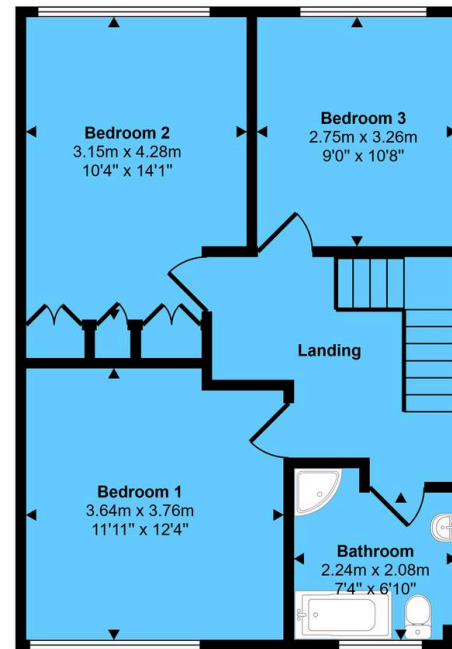 Bedroom 2
3.15m x 4.28m
10'4" x 14'1"
Bedroom 3
2.75m x 3.26m
9'0" x 10'8"
Landing
Bedroom 1
3.64m x 3.76m
11'11" x 12'4"
Bathroom
2.24m x 2.08m
7'4" x 6'10"